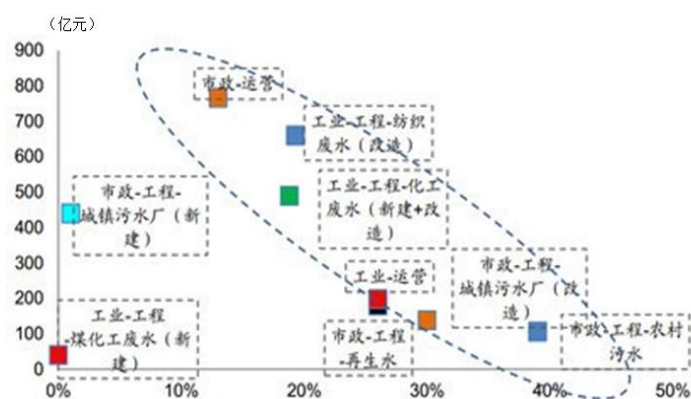 （亿元）
900
800
700
600
500
400
300
200
100
0
市政-运营
工业-工程-纺织
废水（改造）
工业-工程-化工
废水（新建+改
造）
市政-工程-
城镇污水厂（新
建）
工业-运营
市政-工程-
城镇污水厂（改
造）
工业-工程
-煤化工废水（新
建）
市政-工程
-再生水
市政-工程-农村
污水
0%
10%
20%
30%
40%
50%